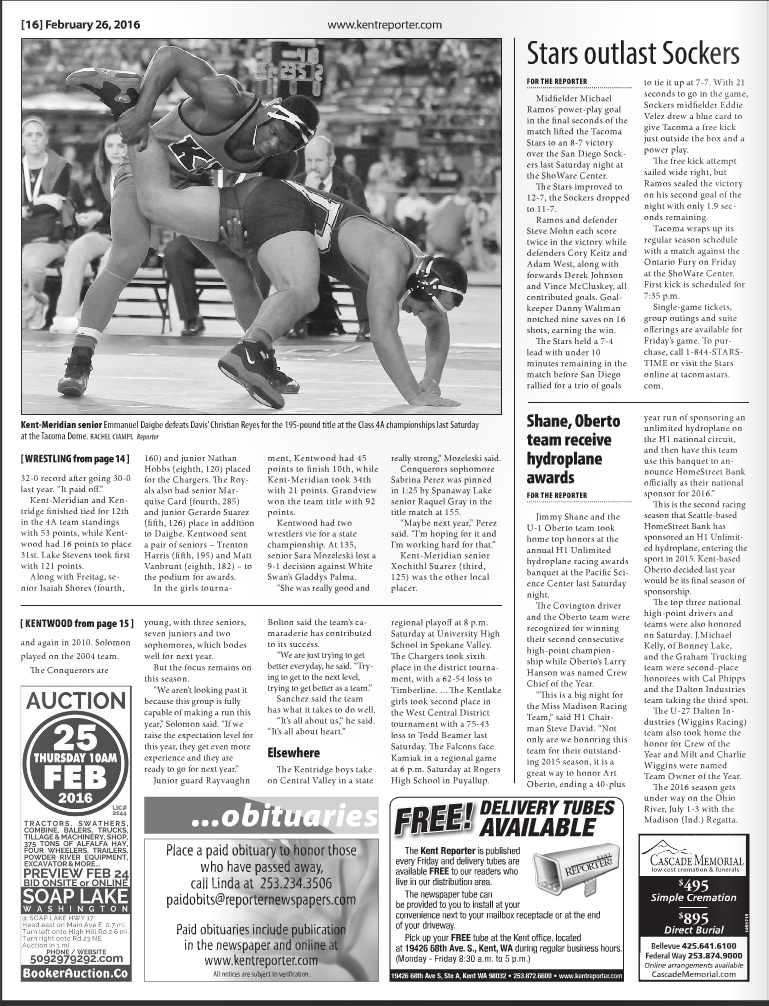 [16] February 26, 2016
www.kentreporter.com
Kent-Meridian senior Emmanuel Daigbe defeats Davis' Christian Reyes for the 195-pound title at the Class 4A championships last Saturday
at the Tacoma Dome. RACHEL CIAMPI, Reporter
[ WRESTLING from page 14 ]
32-0 record after going 30-0
last year. "It paid off."
Kent-Meridian and Ken-
tridge finished tied for 12th
in the 4A team standings
with 53 points, while Kent-
wood had 16 points to place
31st. Lake Stevens took first
with 121 points.
Along with Freitag, se-
nior Isaiah Shores (fourth,
160) and junior Nathan
Hobbs (eighth, 120) placed
for the Chargers. The Roy-
als also had senior Mar-
quise Card (fourth, 285)
and junior Gerardo Suarez
(fifth, 126) place in addition
to Daigbe. Kentwood sent
a pair of seniors – Trenton
Harris (fifth, 195) and Matt
Vanbrunt (eighth, 182) – to
the podium for awards.
In the girls tourna-
ment, Kentwood had 45
points to finish 10th, while
Kent-Meridian took 34th
with 21 points. Grandview
won the team title with 92
points.
Kentwood had two
wrestlers vie for a state
championship. At 135,
senior Sara Mozeleski lost a
9-1 decision against White
Swan's Gladdys Palma.
"She was really good and
really strong," Mozeleski said.
Conquerors sophomore
Sabrina Perez was pinned
in 1:25 by Spanaway Lake
senior Raquel Gray in the
title match at 155.
"Maybe next year," Perez
said. "I'm hoping for it and
I'm working hard for that."
Kent-Meridian senior
Xochithl Suarez (third,
125) was the other local
placer.
[ KENTWOOD from page 15 ]
and again in 2010. Solomon
played on the 2004 team.
The Conquerors are
young, with three seniors,
seven juniors and two
sophomores, which bodes
well for next year.
But the focus remains on
this season.
"We aren't looking past it
because this group is fully
capable of making a run this
year," Solomon said. "If we
raise the expectation level for
this year, they get even more
experience and they are
ready to go for next year."
Junior guard Rayvaughn
Bolton said the team's ca-
maraderie has contributed
to its success.
"We are just trying to get
better everyday, he said. "Try-
ing to get to the next level,
trying to get better as a team."
Sanchez said the team
has what it takes to do well.
"It's all about us," he said.
"It's all about heart."
Elsewhere
The Kentridge boys take
on Central Valley in a state
regional playoff at 8 p.m.
Saturday at University High
School in Spokane Valley.
The Chargers took sixth
place in the district tourna-
ment, with a 62-54 loss to
Timberline. …The Kentlake
girls took second place in
the West Central District
tournament with a 75-43
loss to Todd Beamer last
Saturday. The Falcons face
Kamiak in a regional game
at 6 p.m. Saturday at Rogers
High School in Puyallup.
Stars outlast Sockers
FOR THE REPORTER
Midfielder Michael
Ramos' power-play goal
in the final seconds of the
match lifted the Tacoma
Stars to an 8-7 victory
over the San Diego Sock-
ers last Saturday night at
the ShoWare Center.
The Stars improved to
12-7, the Sockers dropped
to 11-7.
Ramos and defender
Steve Mohn each score
twice in the victory while
defenders Cory Keitz and
Adam West, along with
forwards Derek Johnson
and Vince McCluskey, all
contributed goals. Goal-
keeper Danny Waltman
notched nine saves on 16
shots, earning the win.
The Stars held a 7-4
lead with under 10
minutes remaining in the
match before San Diego
rallied for a trio of goals
to tie it up at 7-7. With 21
seconds to go in the game,
Sockers midfielder Eddie
Velez drew a blue card to
give Tacoma a free kick
just outside the box and a
power play.
The free kick attempt
sailed wide right, but
Ramos sealed the victory
on his second goal of the
night with only 1.9 sec-
onds remaining.
Tacoma wraps up its
regular season schedule
with a match against the
Ontario Fury on Friday
at the ShoWare Center.
First kick is scheduled for
7:35 p.m.
Single-game tickets,
group outings and suite
offerings are available for
Friday's game. To pur-
chase, call 1-844-STARS-
TIME or visit the Stars
online at tacomastars.
com.
Shane, Oberto
team receive
hydroplane
awards
FOR THE REPORTER
Jimmy Shane and the
U-1 Oberto team took
home top honors at the
annual H1 Unlimited
hydroplane racing awards
banquet at the Pacific Sci-
ence Center last Saturday
night.
The Covington driver
and the Oberto team were
recognized for winning
their second consecutive
high-point champion-
ship while Oberto's Larry
Hanson was named Crew
Chief of the Year.
"This is a big night for
the Miss Madison Racing
Team," said H1 Chair-
man Steve David. "Not
only are we honoring this
team for their outstand-
ing 2015 season, it is a
great way to honor Art
Oberto, ending a 40-plus
year run of sponsoring an
unlimited hydroplane on
the H1 national circuit,
and then have this team
use this banquet to an-
nounce HomeStreet Bank
officially as their national
sponsor for 2016."
This is the second racing
season that Seattle-based
HomeStreet Bank has
sponsored an H1 Unlimit-
ed hydroplane, entering the
sport in 2015. Kent-based
Oberto decided last year
would be its final season of
sponsorship.
The top three national
high-point drivers and
teams were also honored
on Saturday. J.Michael
Kelly, of Bonney Lake,
and the Graham Trucking
team were second-place
honorees with Cal Phipps
and the Dalton Industries
team taking the third spot.
The U-27 Dalton In-
dustries (Wiggins Racing)
team also took home the
honor for Crew of the
Year and Milt and Charlie
Wiggins were named
Team Owner of the Year.
The 2016 season gets
under way on the Ohio
River, July 1-3 with the
Madison (Ind.) Regatta.
AUCTION
25
THURSDAY 10AM
FEB
2016
LIC#
2144
TRACTORS, SWATHERS,
COMBINE, BALERS, TRUCKS,
TILLAGE & MACHINERY, SHOP,
375 TONS OF ALFALFA HAY,
FOUR WHEELERS, TRAILERS,
POWDER RIVER EQUIPMENT,
EXCAVATOR & MORE...
PREVIEW FEB 24
BID ONSITE or ONLINE
SOAP LAKE
WASHINGTON
@ SOAP LAKE HWY 17
Head east on Main Ave E 0.7 mi.
Turn left onto High Hill Rd 2.6 mi.
Turn right onto Rd 23 NE.
Auction in 1 mi
PHONE / WEBSITE
5092979292.com
BookerAuction.Co
...obituaries
Place a paid obituary to honor those
who have passed away,
call Linda at 253.234.3506
paidobits@reporternewspapers.com
Paid obituaries include publication
in the newspaper and online at
www.kentreporter.com
All notices are subject to verification.
FREE! DELIVERY TUBES
AVAILABLE
The Kent Reporter is published
every Friday and delivery tubes are
available FREE to our readers who
live in our distribution area.
The newspaper tube can
be provided to you to install at your
convenience next to your mailbox receptacle or at the end
of your driveway.
Pick up your FREE tube at the Kent office, located
at 19426 68th Ave. S., Kent, WA during regular business hours.
(Monday - Friday 8:30 a.m. to 5 p.m.)
REPORTER
19426 68th Ave S, Ste A, Kent WA 98032 • 253.872.6600 • www.kentreporter.com
CASCADE MEMORIAL
low cost cremation & funerals
$495
Simple Cremation
$895
Direct Burial
Bellevue 425.641.6100
Federal Way 253.874.9000
Online arrangements available
CascadeMemorial.com